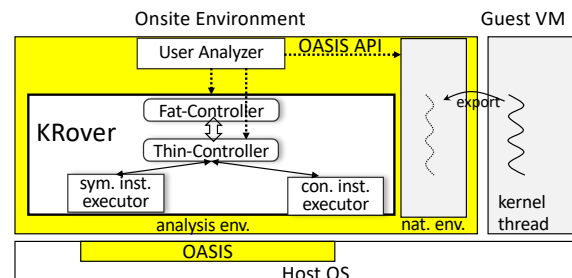 Onsite Environment
Guest VM
User Analyzer
OASIS API
Fat-Controller
export
KRover
Thin-Controller
sym. inst.
executor
con. inst.
executor
kernel
thread
analysis env.
nat. env.
OASIS
Host OS